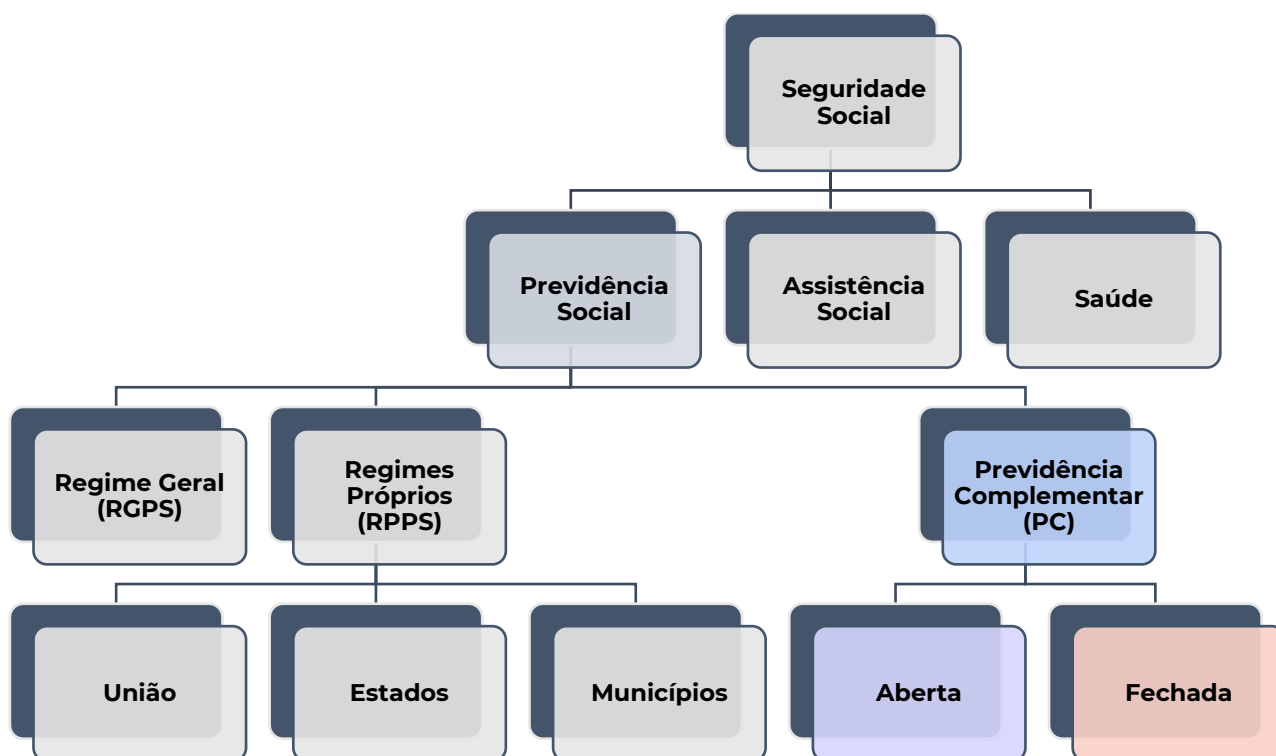 Seguridade
Social
Previdência
Social
Assistência
Social
Saúde
Regime Geral
(RGPS)
Regimes
Próprios
(RPPS)
Previdência
Complementar
(PC)
União
Estados
Municípios
Aberta
Fechada